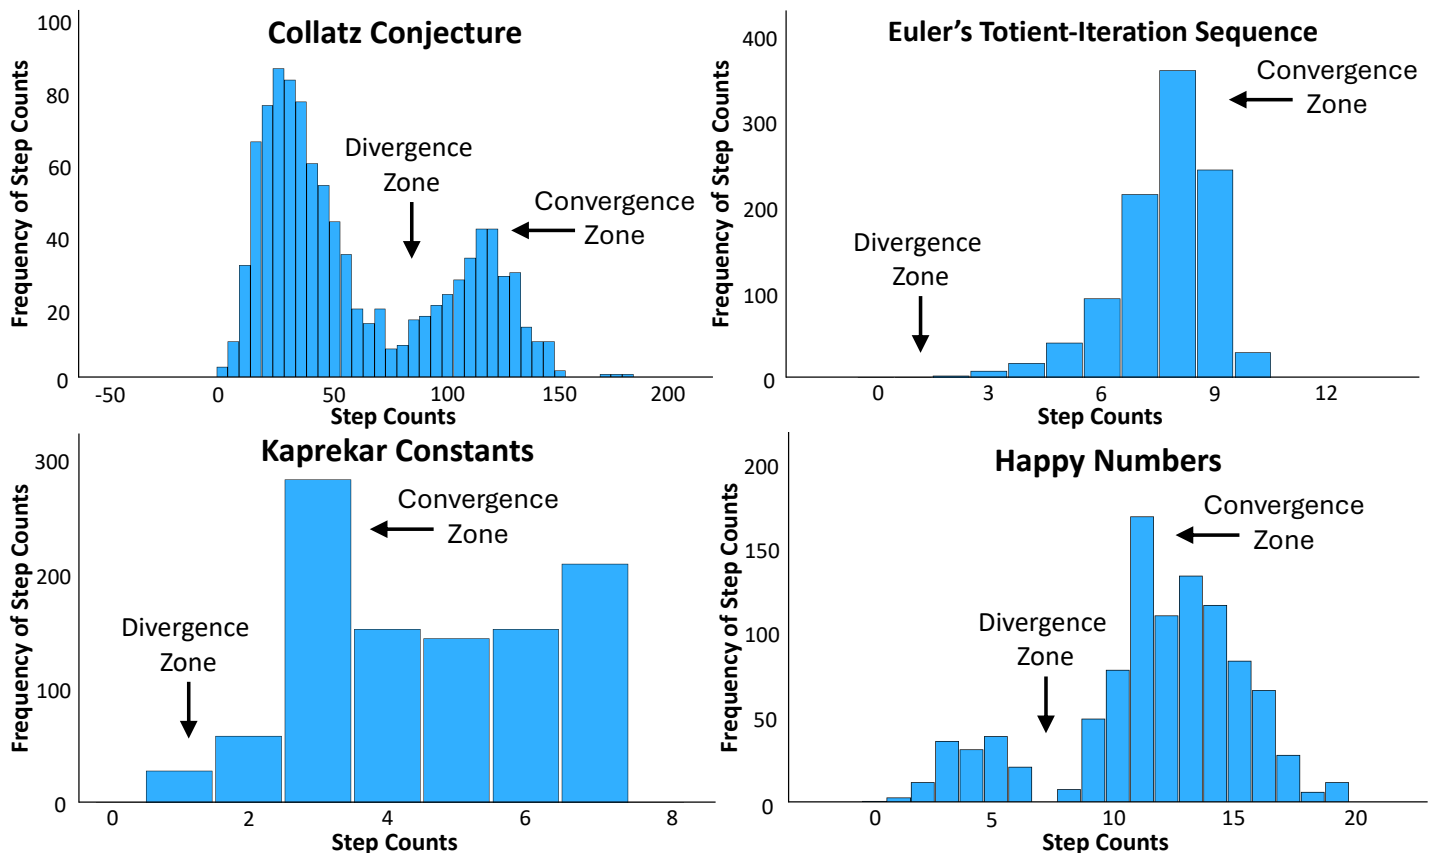 Collatz Conjecture
Frequency of Step Counts
100
80
60
40
20
0
Divergence
Zone
Convergence
Zone
-50 0 50 100 150 200
Step Counts
Euler’s Totient-Iteration Sequence
Frequency of Step Counts
400
300
200
100
0
Convergence
Zone
Divergence
Zone
0 3 6 9 12
Step Counts
Kaprekar Constants
Frequency of Step Counts
300
200
100
0
Convergence
Zone
Divergence
Zone
0 2 4 6 8
Step Counts
Happy Numbers
Frequency of Step Counts
200
150
100
50
0
Convergence
Zone
Divergence
Zone
0 5 10 15 20
Step Counts